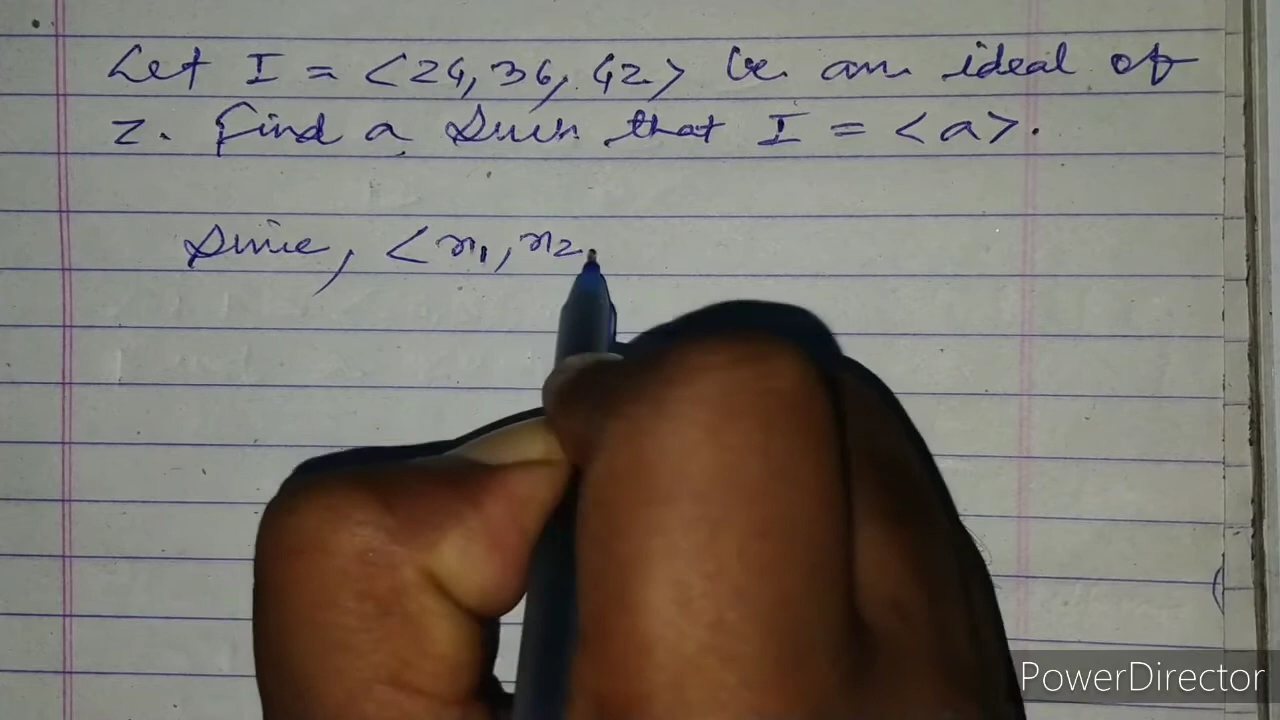 Let I = <24, 36, 42> be an ideal of
Z. Find a such that I = <a>.
Since, < n1, n2
PowerDirector